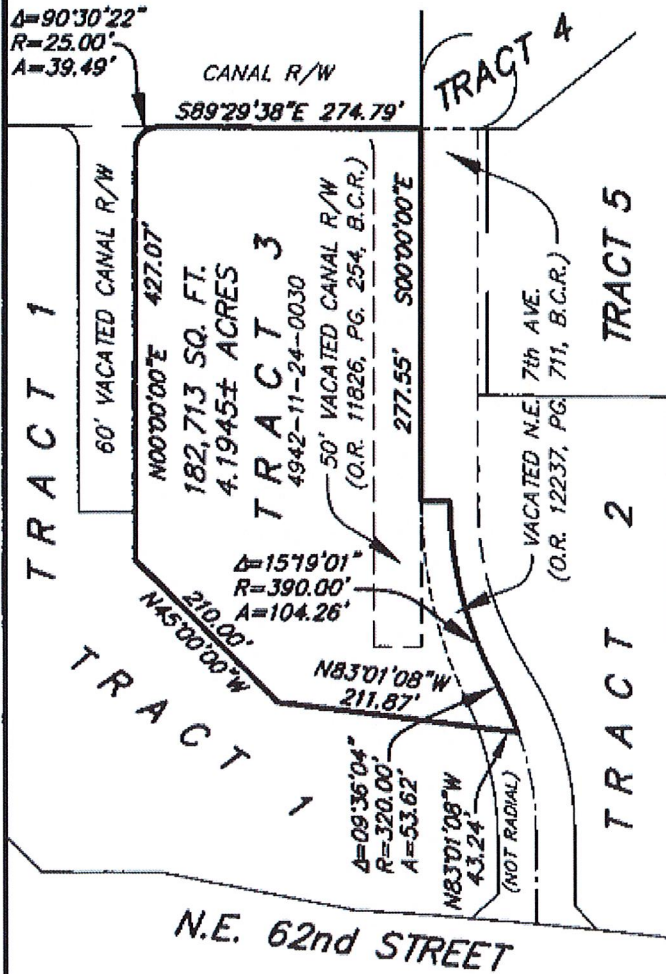 Δ=90°30'22"
R=25.00'
A=39.49'
CANAL R/W
S89°29'38"E 274.79'
TRACT 4
TRACT 1
60' VACATED CANAL R/W
N00°00'00"E 427.07'
182,713 SQ. FT.
4.1945± ACRES
TRACT 3
4942-11-24-0030
50' VACATED CANAL R/W
(O.R. 11826, PG. 254, B.C.R.)
277.55' S00°00'00"E
VACATED N.E. 7th AVE.
(O.R. 12237, PG. 711, B.C.R.)
TRACT 5
TRACT 2
Δ=15°19'01"
R=390.00'
A=104.26'
210.00'
N45°00'00"W
N83°01'08"W
211.87'
TRACT 1
Δ=09°36'04"
R=320.00'
A=53.62'
N83°01'08"W
43.24'
(NOT RADIAL)
N.E. 62nd STREET